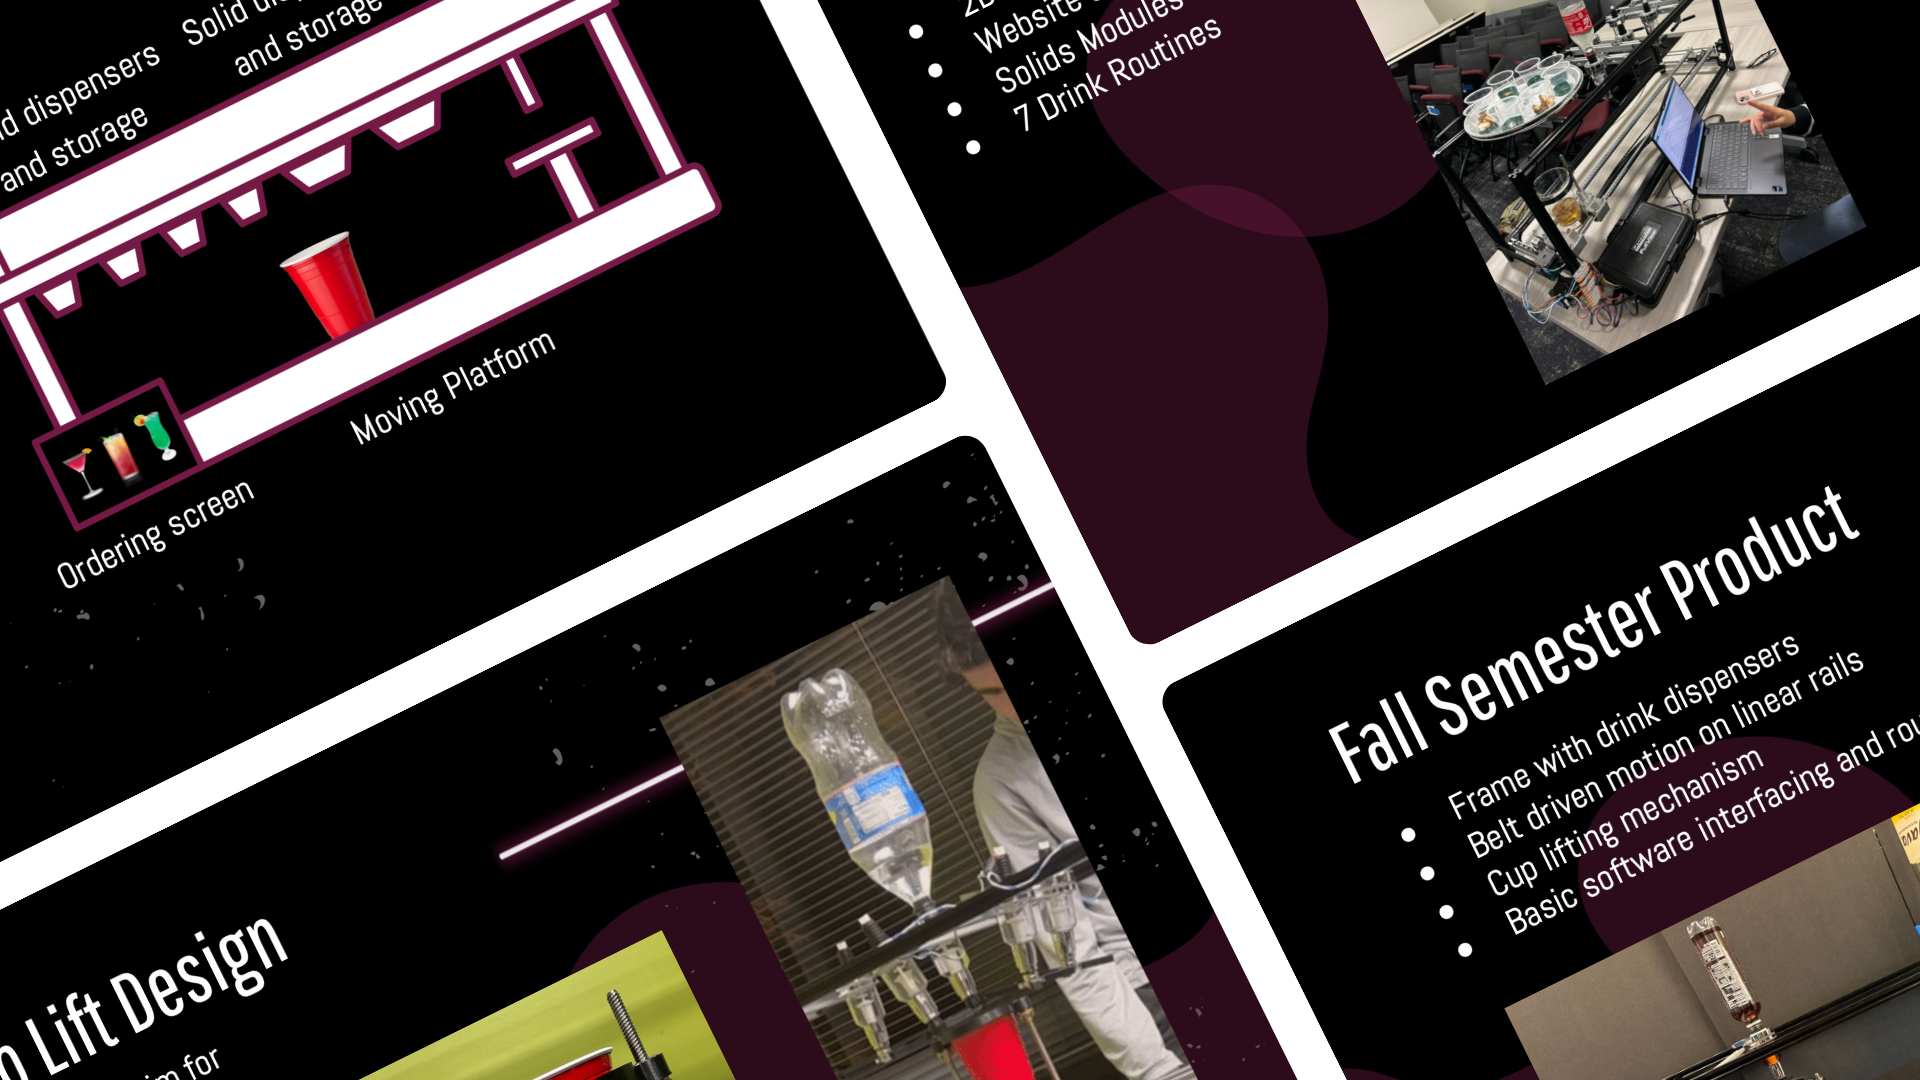 Solid
and storage
dispensers
and storage
Moving Platform
Ordering screen
Website
Solids Modules
7 Drink Routines
Lift Design
for
Fall Semester Product
Frame with drink dispensers
Belt driven motion on linear rails
Cup lifting mechanism
Basic software interfacing and